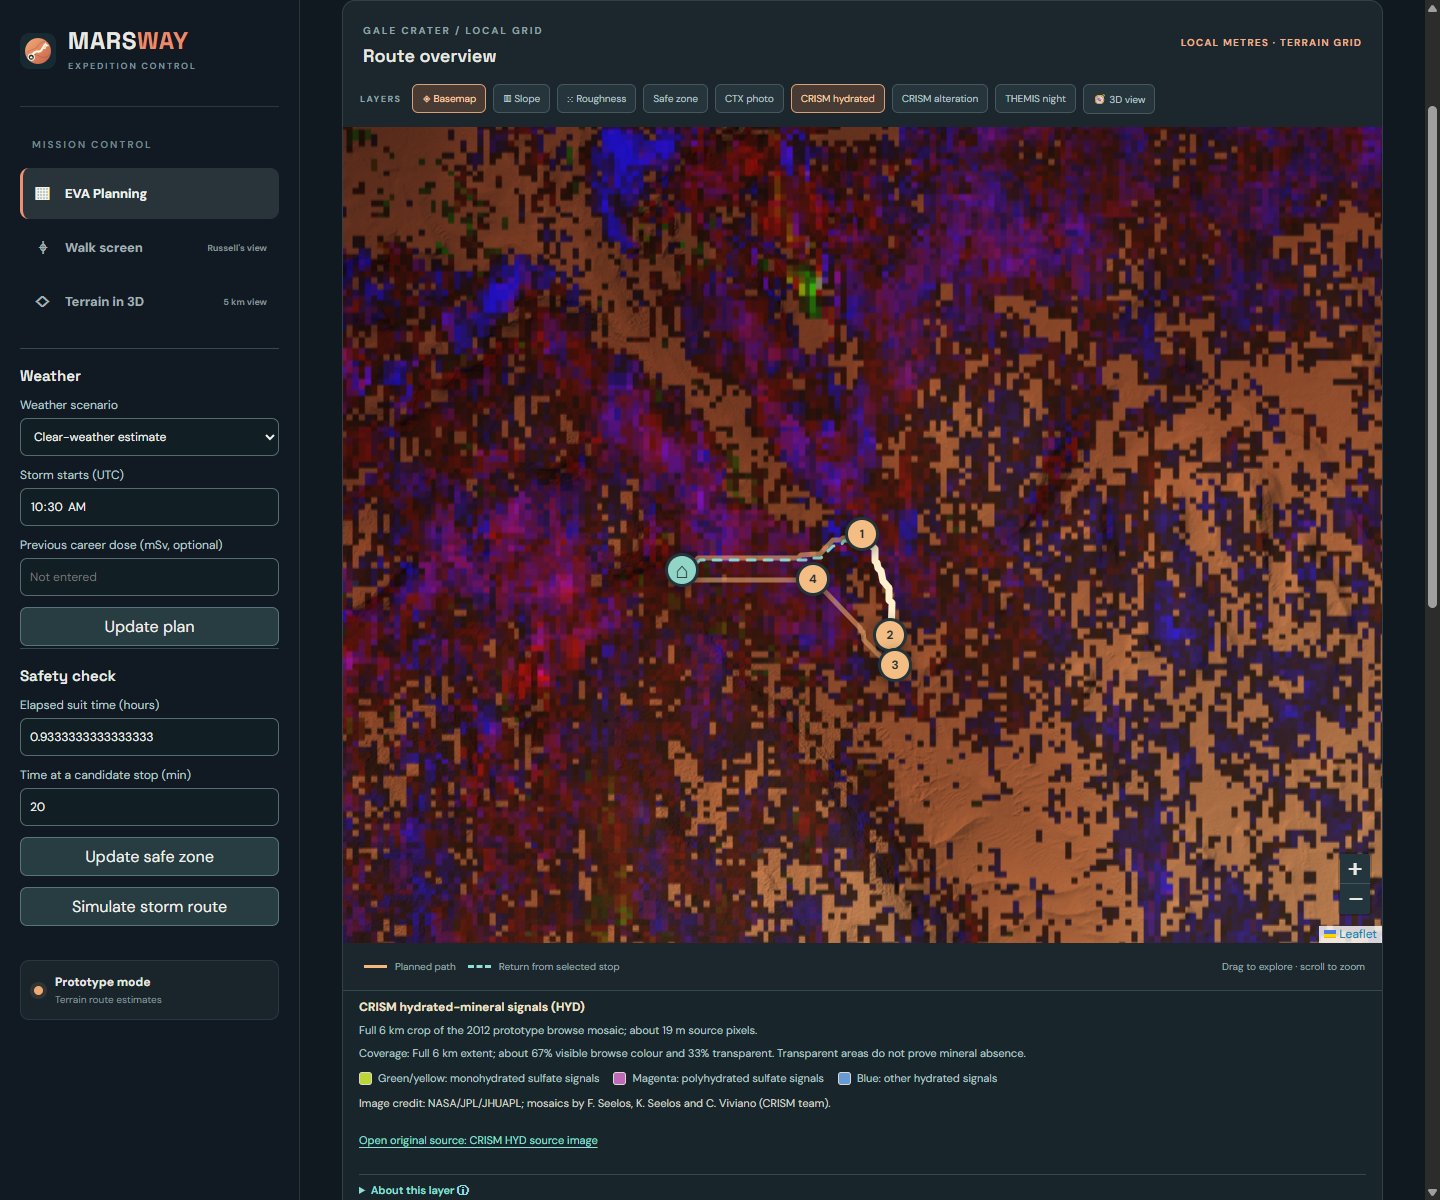 MARSWAY
EXPEDITION CONTROL
MISSION CONTROL
EVA Planning
Walk screen Russell's view
Terrain in 3D 5 km view
Weather
Weather scenario
Clear-weather estimate
Storm starts (UTC)
10:30 AM
Previous career dose (mSv, optional)
Not entered
Update plan
Safety check
Elapsed suit time (hours)
0.9333333333333333
Time at a candidate stop (min)
20
Update safe zone
Simulate storm route
Prototype mode
Terrain route estimates
GALE CRATER / LOCAL GRID
Route overview
LOCAL METRES · TERRAIN GRID
LAYERS Basemap Slope Roughness Safe zone CTX photo CRISM hydrated CRISM alteration THEMIS night 3D view
1
4
2
3
+
−
Leaflet
Planned path Return from selected stop Drag to explore · scroll to zoom
CRISM hydrated-mineral signals (HYD)
Full 6 km crop of the 2012 prototype browse mosaic; about 19 m source pixels.
Coverage: Full 6 km extent; about 67% visible browse colour and 33% transparent. Transparent areas do not prove mineral absence.
Green/yellow: monohydrated sulfate signals Magenta: polyhydrated sulfate signals Blue: other hydrated signals
Image credit: NASA/JPL/JHUAPL; mosaics by F. Seelos, K. Seelos and C. Viviano (CRISM team).
Open original source: CRISM HYD source image
About this layer ⓘ